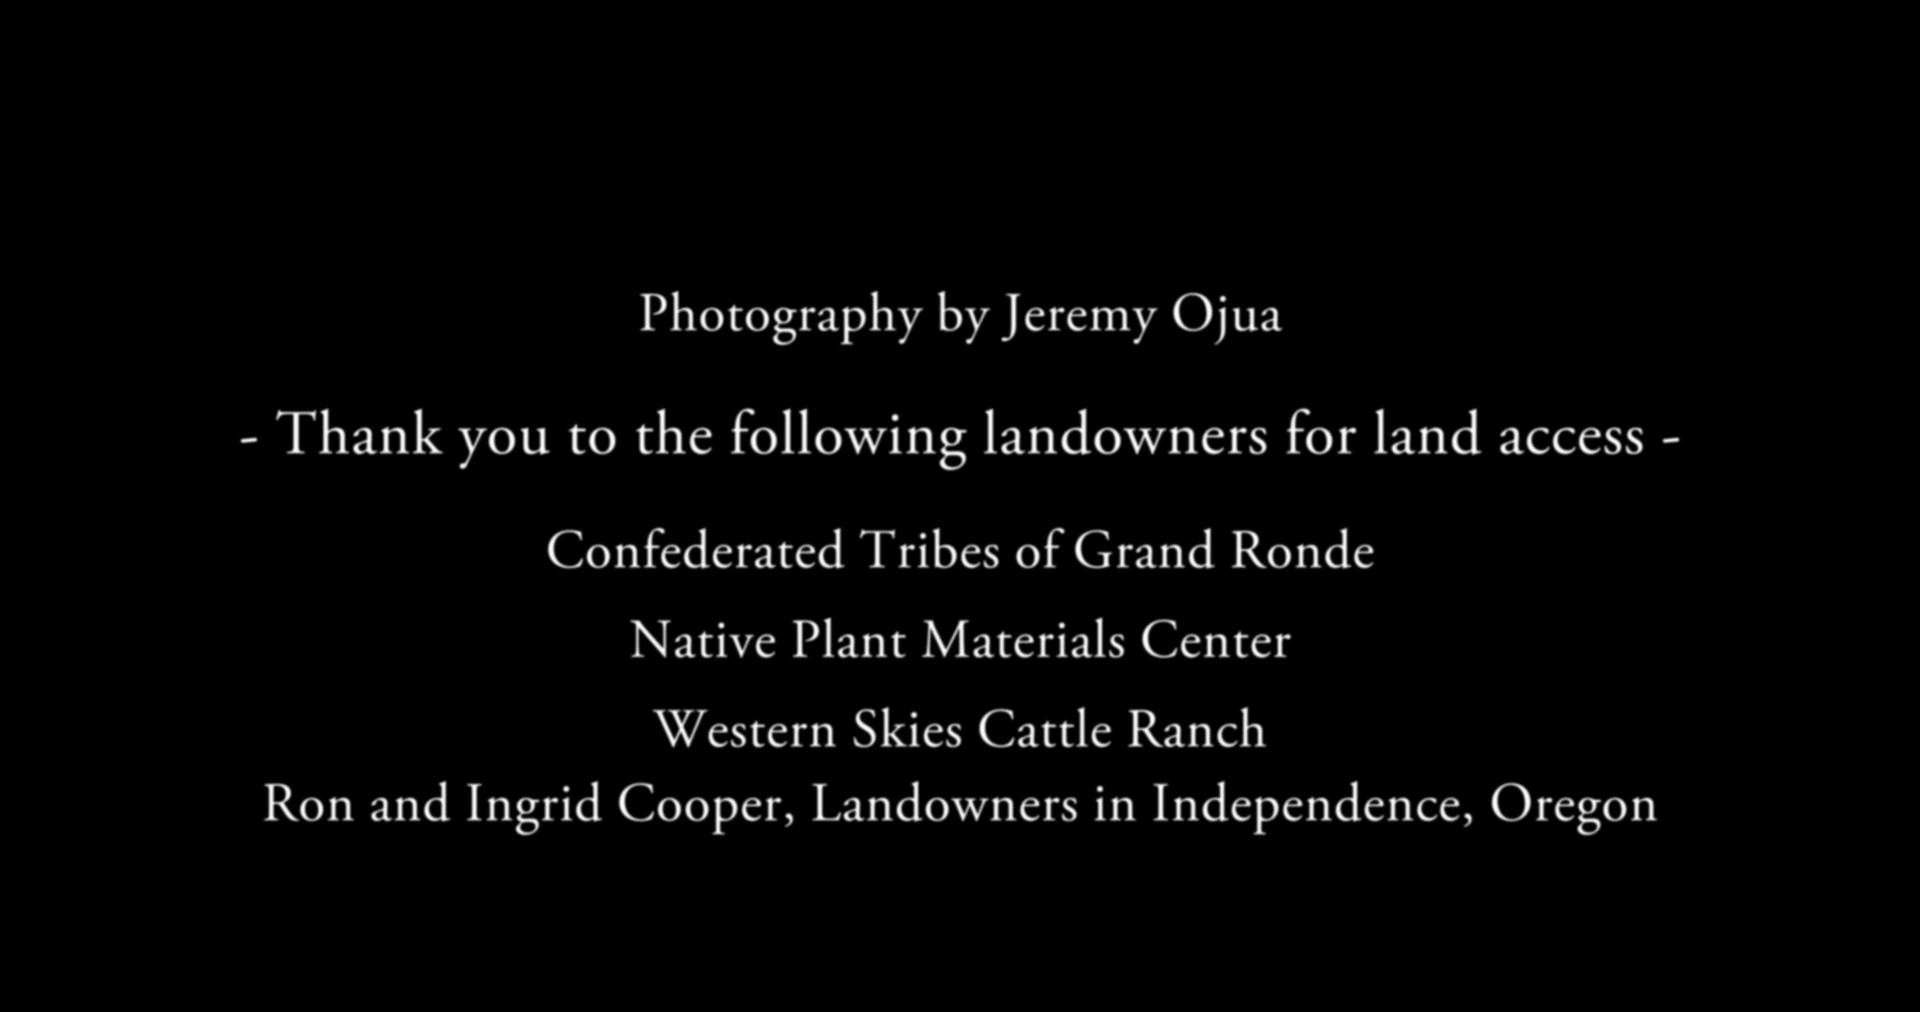 Photography by Jeremy Ojua
- Thank you to the following landowners for land access -
Confederated Tribes of Grand Ronde
Native Plant Materials Center
Western Skies Cattle Ranch
Ron and Ingrid Cooper, Landowners in Independence, Oregon